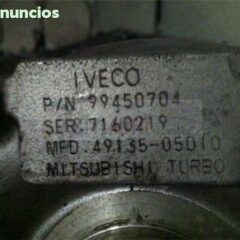 nuncios
IVECO
P/N 99450704
SER.7160219
MFD.49135-05010
MITSUBISHI TURBO